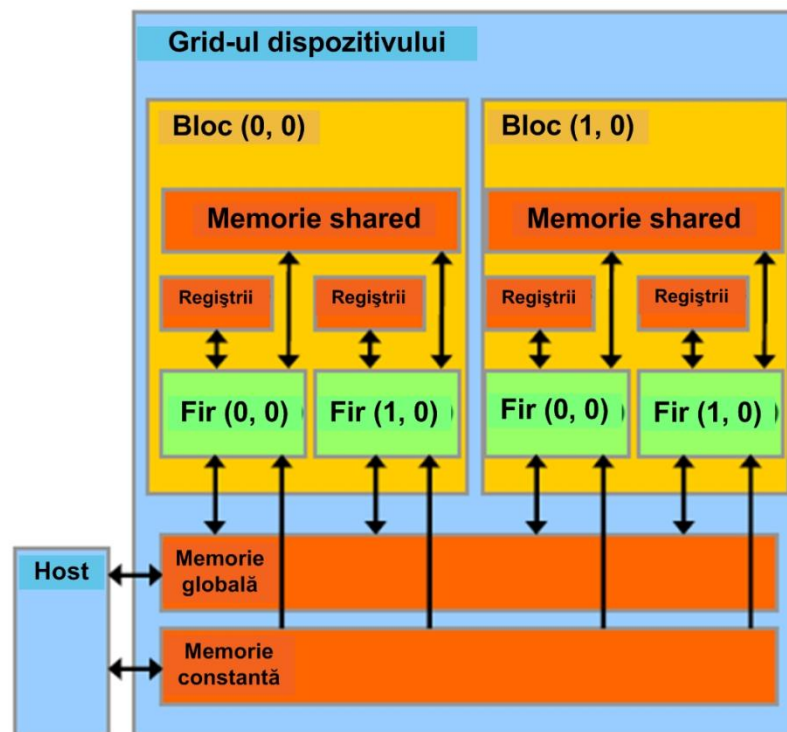 Grid-ul dispozitivului
Bloc (0, 0)
Bloc (1, 0)
Memorie shared
Memorie shared
Regiştrii
Regiştrii
Regiştrii
Regiştrii
Fir (0, 0)
Fir (1, 0)
Fir (0, 0)
Fir (1, 0)
Host
Memorie
globală
Memorie
constantă